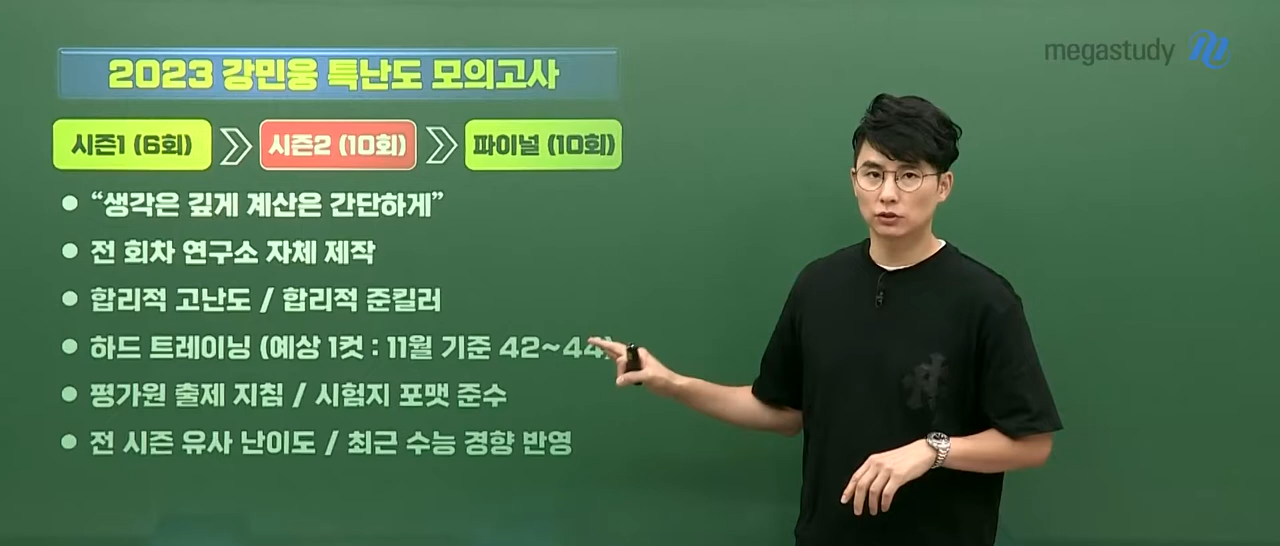 megastudy
2023 강민웅 특난도 모의고사
시즌1 (6회) 시즌2 (10회) 파이널 (10회)
“생각은 깊게 계산은 간단하게”
전 회차 연구소 자체 제작
합리적 고난도 / 합리적 준킬러
하드 트레이닝 (예상 1컷 : 11월 기준 42~44)
평가원 출제 지침 / 시험지 포맷 준수
전 시즌 유사 난이도 / 최근 수능 경향 반영